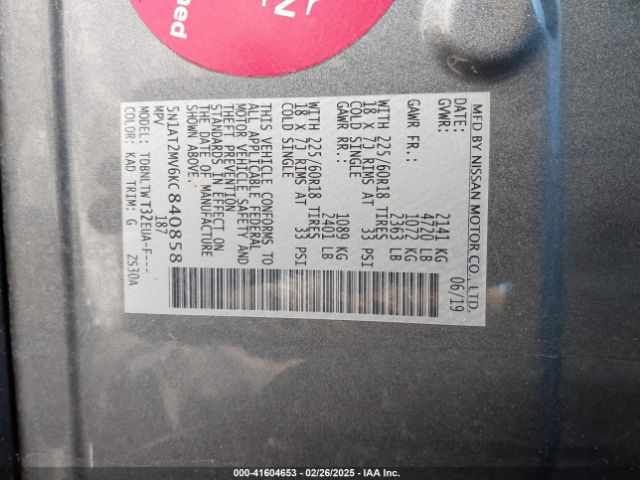 med
MFD BY NISSAN MOTOR CO., LTD.
DATE: 06/19
GVWR: 2141 KG
4720 LB
GAWR FR.: 1072 KG
2363 LB
WITH 225/60R18 TIRES
18 X 7J RIMS AT 33 PSI
COLD SINGLE
GAWR RR.: 1089 KG
2401 LB
WITH 225/60R18 TIRES
18 X 7J RIMS AT 33 PSI
COLD SINGLE
THIS VEHICLE CONFORMS TO
ALL APPLICABLE FEDERAL
MOTOR VEHICLE SAFETY AND
THEFT PREVENTION
STANDARDS IN EFFECT ON
THE DATE OF MANUFACTURE
SHOWN ABOVE.
5N1AT2MV6KC840858
MPV 187
MODEL: TDBNLTWT32EUA-F---
COLOR: KAD TRIM: G ZS30A
000-41604653 - 02/26/2025 - IAA Inc.